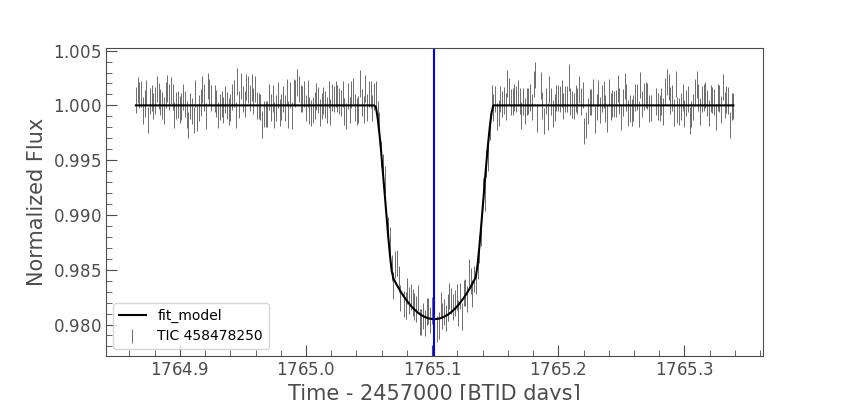 1.005
1.000
0.995
0.990
0.985
0.980
Normalized Flux
fit_model
TIC 458478250
1764.9 1765.0 1765.1 1765.2 1765.3
Time - 2457000 [BTJD days]